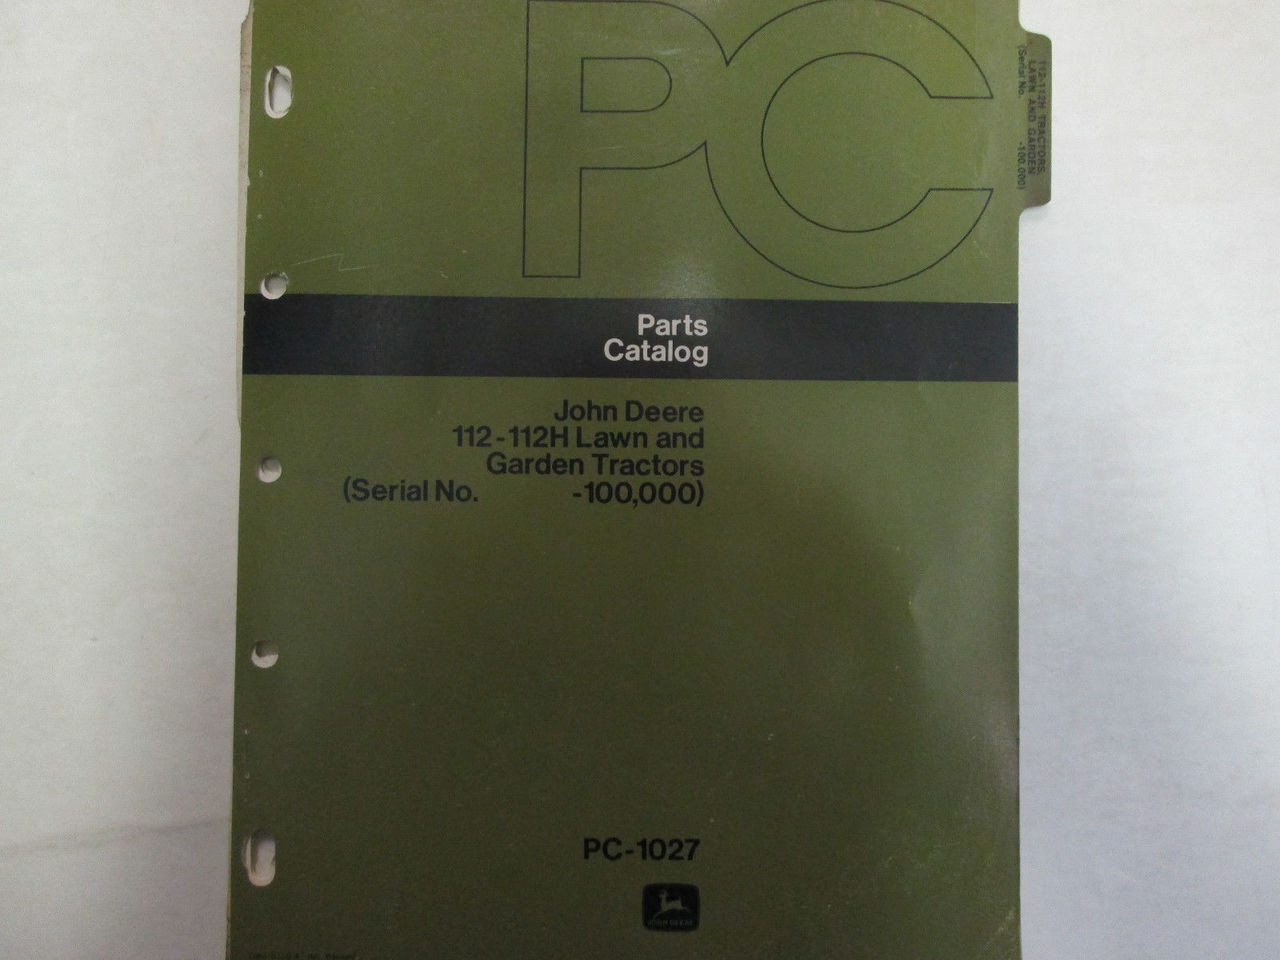 PC
112-112H TRACTORS,
LAWN AND GARDEN
(Serial No. -100,000)
Parts
Catalog
John Deere
112-112H Lawn and
Garden Tractors
(Serial No. -100,000)
PC-1027
JOHN DEERE